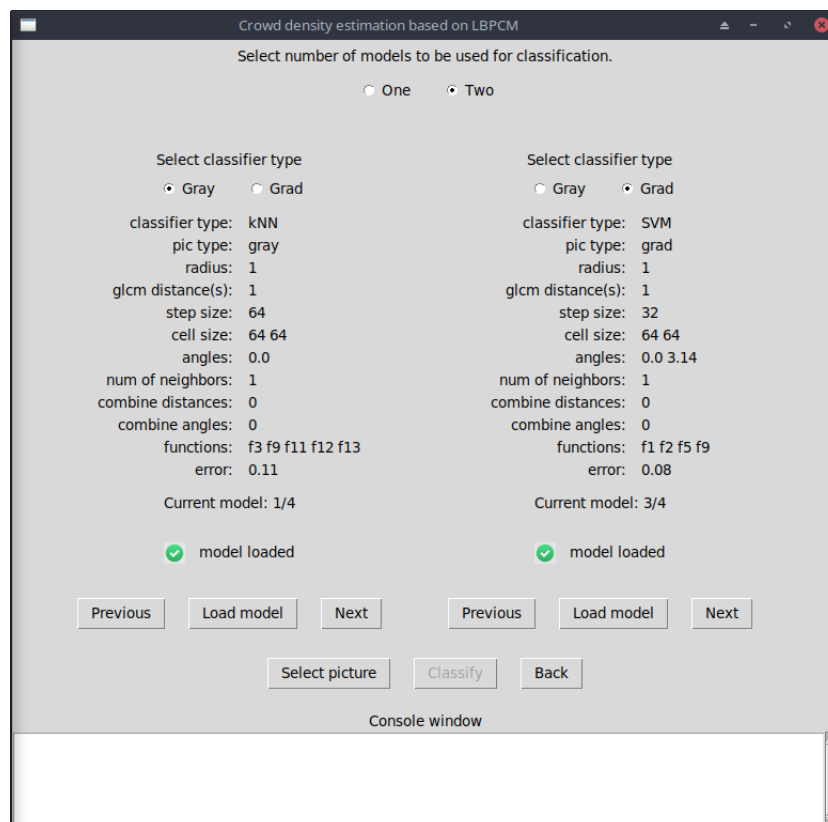 Crowd density estimation based on LBPCM
Select number of models to be used for classification.
One Two
Select classifier type
Gray Grad
classifier type: kNN
pic type: gray
radius: 1
glcm distance(s): 1
step size: 64
cell size: 64 64
angles: 0.0
num of neighbors: 1
combine distances: 0
combine angles: 0
functions: f3 f9 f11 f12 f13
error: 0.11
Current model: 1/4
model loaded
Previous Load model Next
Select classifier type
Gray Grad
classifier type: SVM
pic type: grad
radius: 1
glcm distance(s): 1
step size: 32
cell size: 64 64
angles: 0.0 3.14
num of neighbors: 1
combine distances: 0
combine angles: 0
functions: f1 f2 f5 f9
error: 0.08
Current model: 3/4
model loaded
Previous Load model Next
Select picture Classify Back
Console window